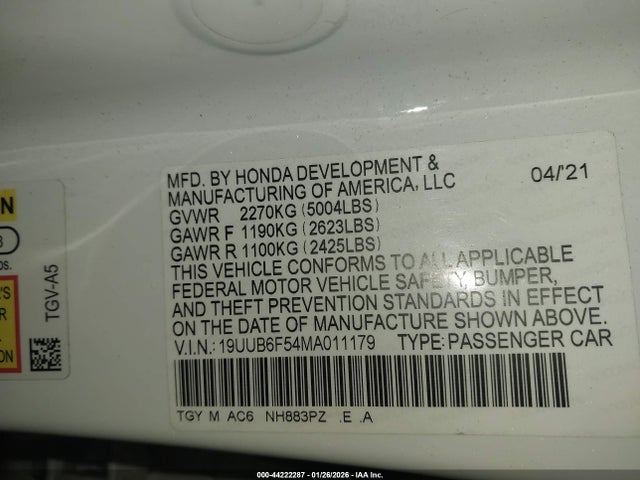 MFD. BY HONDA DEVELOPMENT &
MANUFACTURING OF AMERICA, LLC 04/21
GVWR 2270KG (5004LBS)
GAWR F 1190KG (2623LBS)
GAWR R 1100KG (2425LBS)
THIS VEHICLE CONFORMS TO ALL APPLICABLE
FEDERAL MOTOR VEHICLE SAFETY, BUMPER,
AND THEFT PREVENTION STANDARDS IN EFFECT
ON THE DATE OF MANUFACTURE SHOWN ABOVE.
V.I.N.: 19UUB6F54MA011179 TYPE: PASSENGER CAR
TGY M AC6 NH883PZ .E .A
TGV-A5
N
3
os.
'S
R
ON
000-44222287 - 01/26/2026 - IAA Inc.